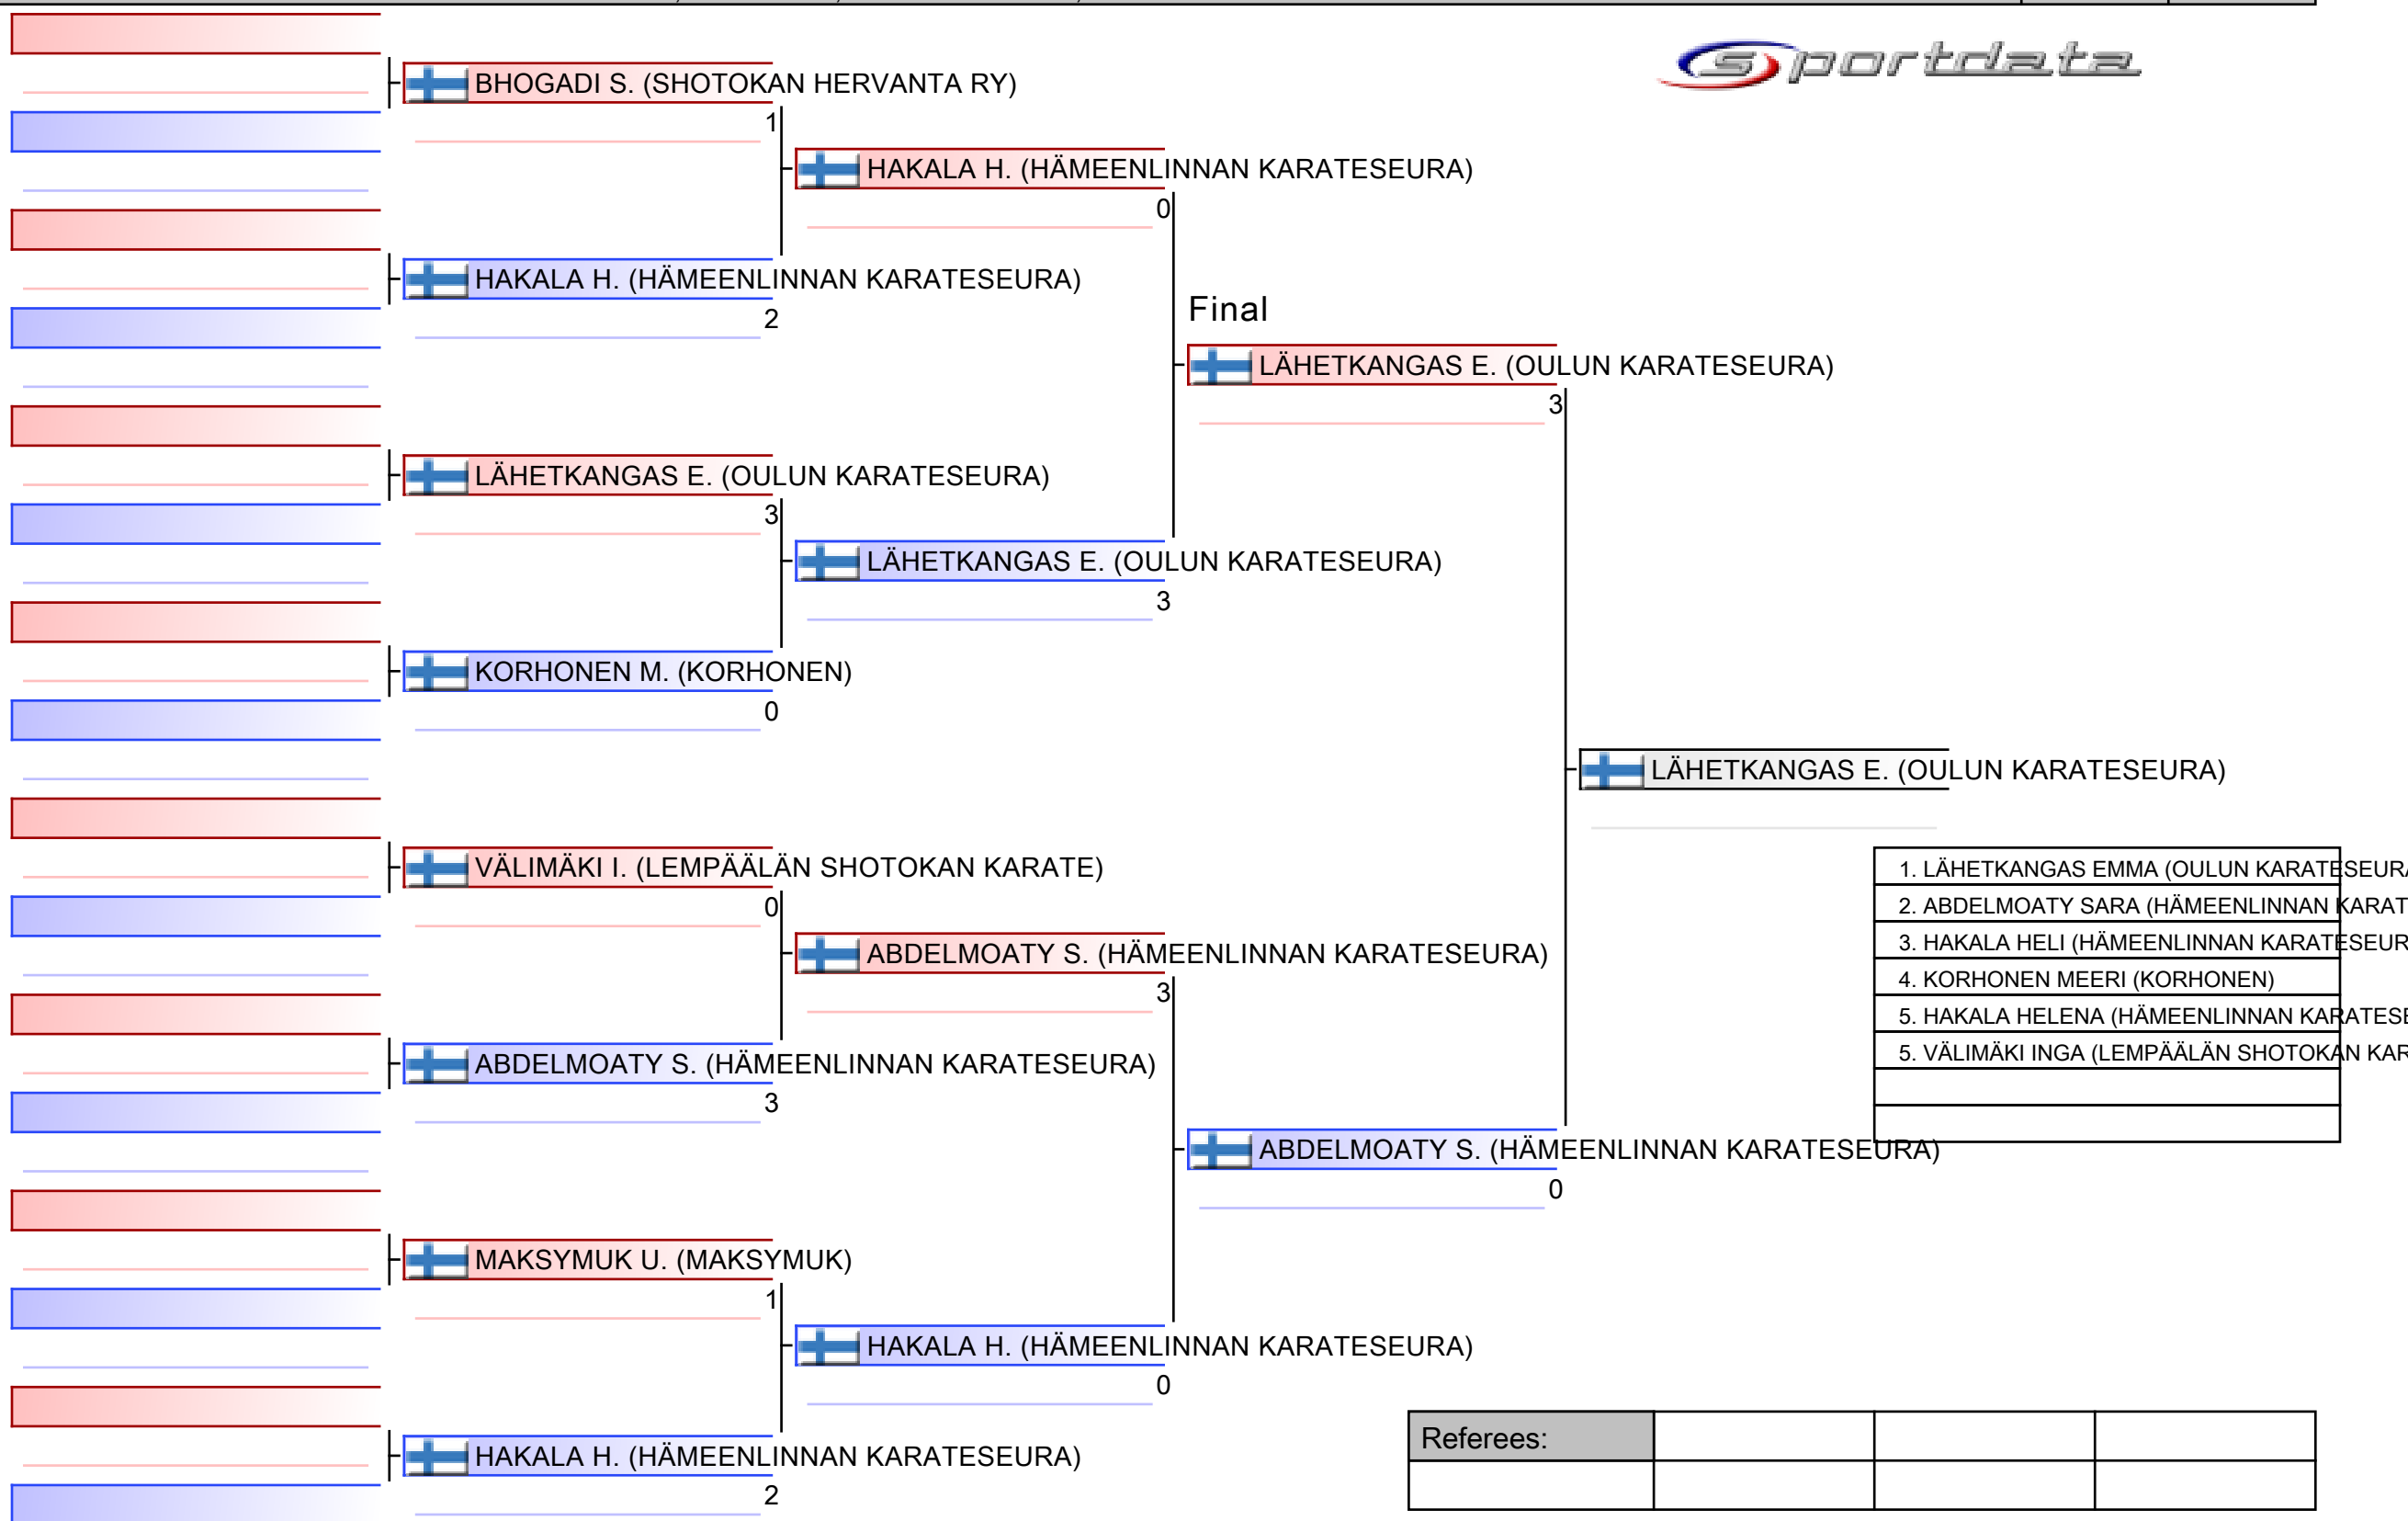 sportdata
BHOGADI S. (SHOTOKAN HERVANTA RY)
1
HAKALA H. (HÄMEENLINNAN KARATESEURA)
0
HAKALA H. (HÄMEENLINNAN KARATESEURA)
2
Final
LÄHETKANGAS E. (OULUN KARATESEURA)
3
LÄHETKANGAS E. (OULUN KARATESEURA)
3
LÄHETKANGAS E. (OULUN KARATESEURA)
3
KORHONEN M. (KORHONEN)
0
LÄHETKANGAS E. (OULUN KARATESEURA)
VÄLIMÄKI I. (LEMPÄÄLÄN SHOTOKAN KARATE)
0
1. LÄHETKANGAS EMMA (OULUN KARATESEURA
2. ABDELMOATY SARA (HÄMEENLINNAN KARAT
3. HAKALA HELI (HÄMEENLINNAN KARATESEUR
4. KORHONEN MEERI (KORHONEN)
5. HAKALA HELENA (HÄMEENLINNAN KARATESE
5. VÄLIMÄKI INGA (LEMPÄÄLÄN SHOTOKAN KAR
ABDELMOATY S. (HÄMEENLINNAN KARATESEURA)
3
ABDELMOATY S. (HÄMEENLINNAN KARATESEURA)
3
ABDELMOATY S. (HÄMEENLINNAN KARATESEURA)
0
MAKSYMUK U. (MAKSYMUK)
1
HAKALA H. (HÄMEENLINNAN KARATESEURA)
0
HAKALA H. (HÄMEENLINNAN KARATESEURA)
2
Referees: